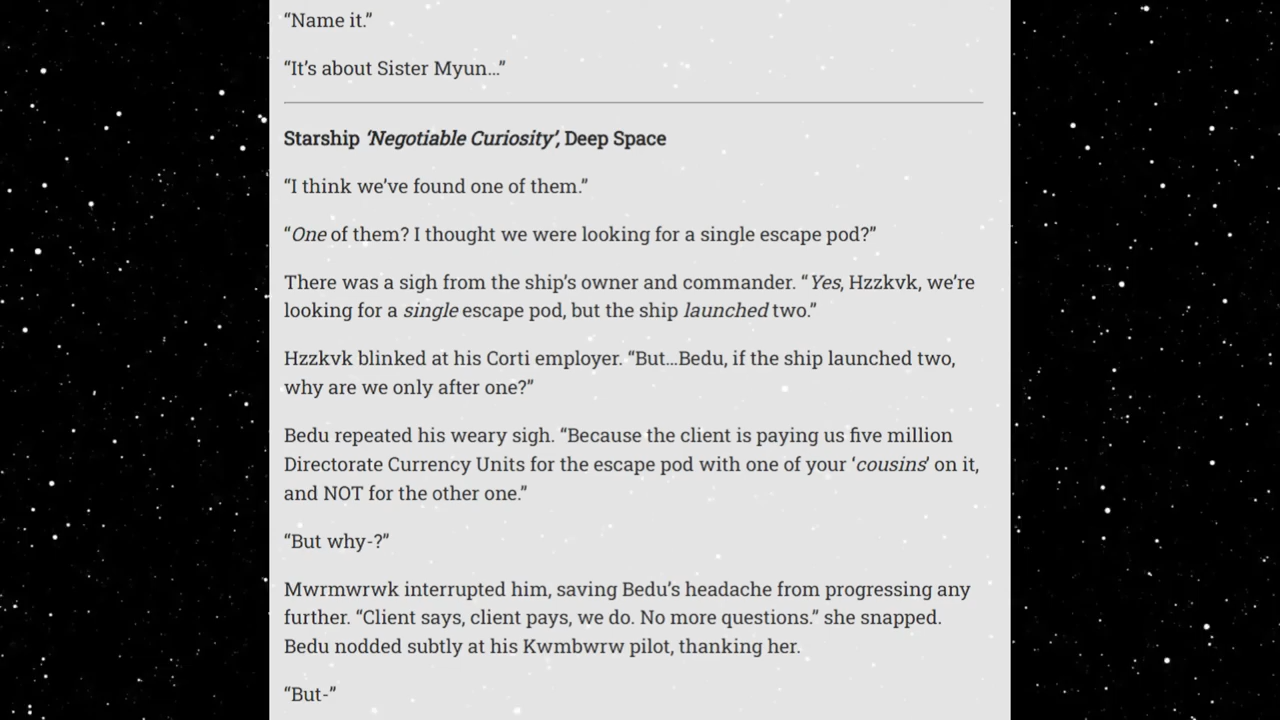 “Name it.”
“It’s about Sister Myun…”
Starship ‘Negotiable Curiosity’, Deep Space
“I think we’ve found one of them.”
“One of them? I thought we were looking for a single escape pod?”
There was a sigh from the ship’s owner and commander. “Yes, Hzzkvk, we’re
looking for a single escape pod, but the ship launched two.”
Hzzkvk blinked at his Corti employer. “But…Bedu, if the ship launched two,
why are we only after one?”
Bedu repeated his weary sigh. “Because the client is paying us five million
Directorate Currency Units for the escape pod with one of your ‘cousins’ on it,
and NOT for the other one.”
“But why-?”
Mwrmwrwk interrupted him, saving Bedu’s headache from progressing any
further. “Client says, client pays, we do. No more questions.” she snapped.
Bedu nodded subtly at his Kwmbwrw pilot, thanking her.
“But-”